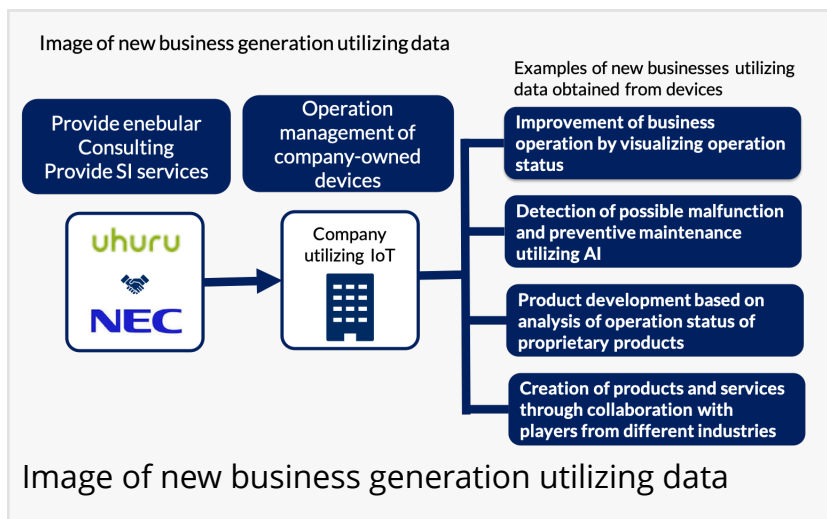 Image of new business generation utilizing data
Provide enebular
Consulting
Provide SI services
uhuru
NEC
Operation
management of
company-owned
devices
Company
utilizing IoT
Examples of new businesses utilizing
data obtained from devices
Improvement of business
operation by visualizing operation
status
Detection of possible malfunction
and preventive maintenance
utilizing AI
Product development based on
analysis of operation status of
proprietary products
Creation of products and services
through collaboration with
players from different industries
Image of new business generation utilizing data